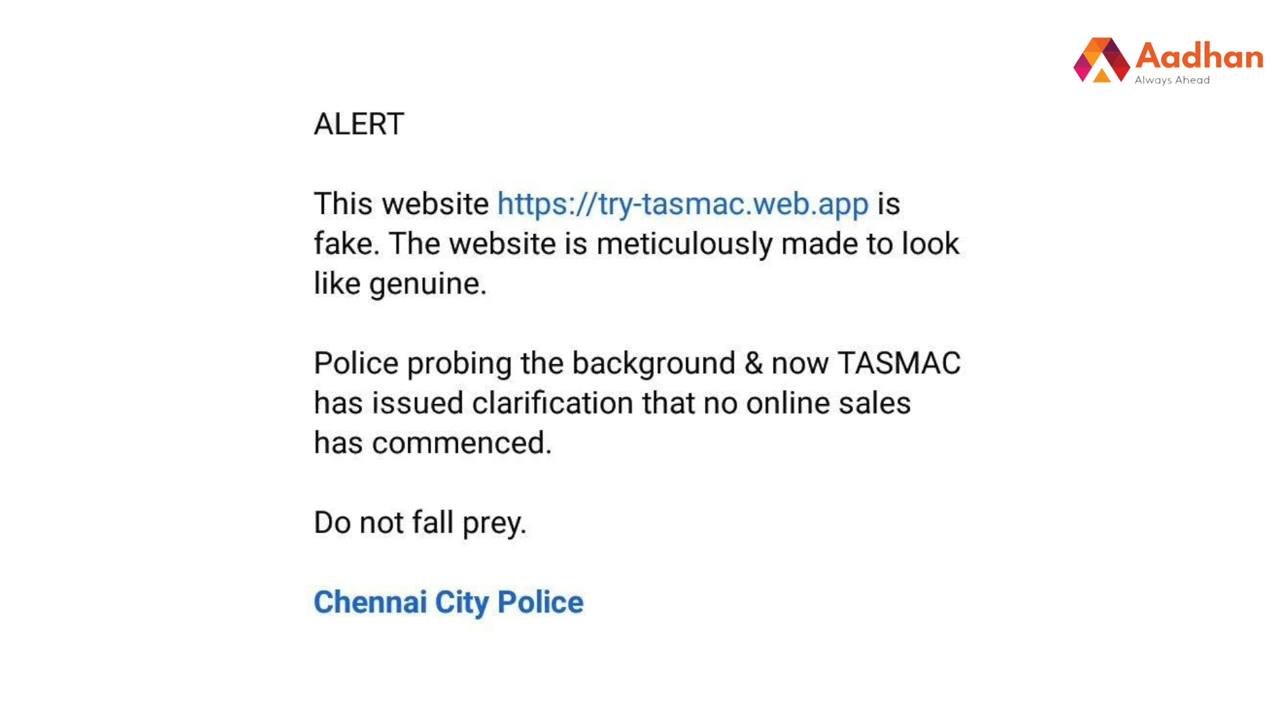 Aadhan
Always Ahead
ALERT
This website https://try-tasmac.web.app is
fake. The website is meticulously made to look
like genuine.
Police probing the background & now TASMAC
has issued clarification that no online sales
has commenced.
Do not fall prey.
Chennai City Police